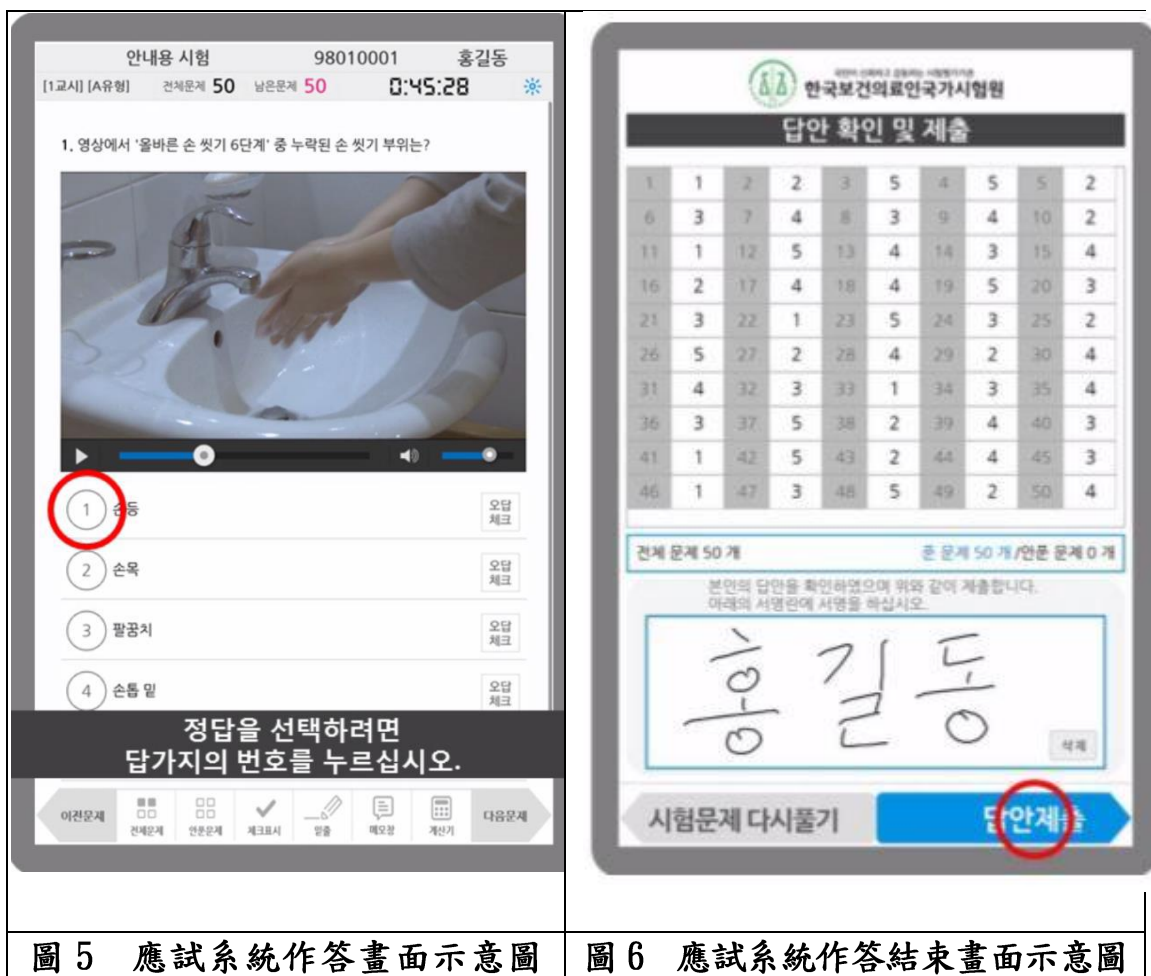 안내용 시험 98010001 홍길동
[1교시] [A유형] 전체문제 50 남은문제 50 0:45:28
1. 영상에서 '올바른 손 씻기 6단계' 중 누락된 손 씻기 부위는?
1 손등 오답체크
2 손목 오답체크
3 팔꿈치 오답체크
4 손톱 밑 오답체크
정답을 선택하려면
답가지의 번호를 누르십시오.
이전문제 전체문제 안푼문제 체크표시 밑줄 메모장 계산기 다음문제
圖 5 應試系統作答畫面示意圖
한국보건의료인국가시험원
답안 확인 및 제출
1 1 2 2 3 5 4 5 5 2
6 3 7 4 8 3 9 4 10 2
11 1 12 5 13 4 14 3 15 4
16 2 17 4 18 4 19 5 20 3
21 3 22 1 23 5 24 3 25 2
26 5 27 2 28 4 29 2 30 4
31 4 32 3 33 1 34 3 35 4
36 3 37 5 38 2 39 4 40 3
41 1 42 5 43 2 44 4 45 3
46 1 47 3 48 5 49 2 50 4
전체 문제 50 개 푼 문제 50 개 /안푼 문제 0 개
본인의 답안을 확인하였으며 위와 같이 제출합니다.
아래의 서명란에 서명을 하십시오.
홍길동
삭제
시험문제 다시풀기 답안제출
圖 6 應試系統作答結束畫面示意圖